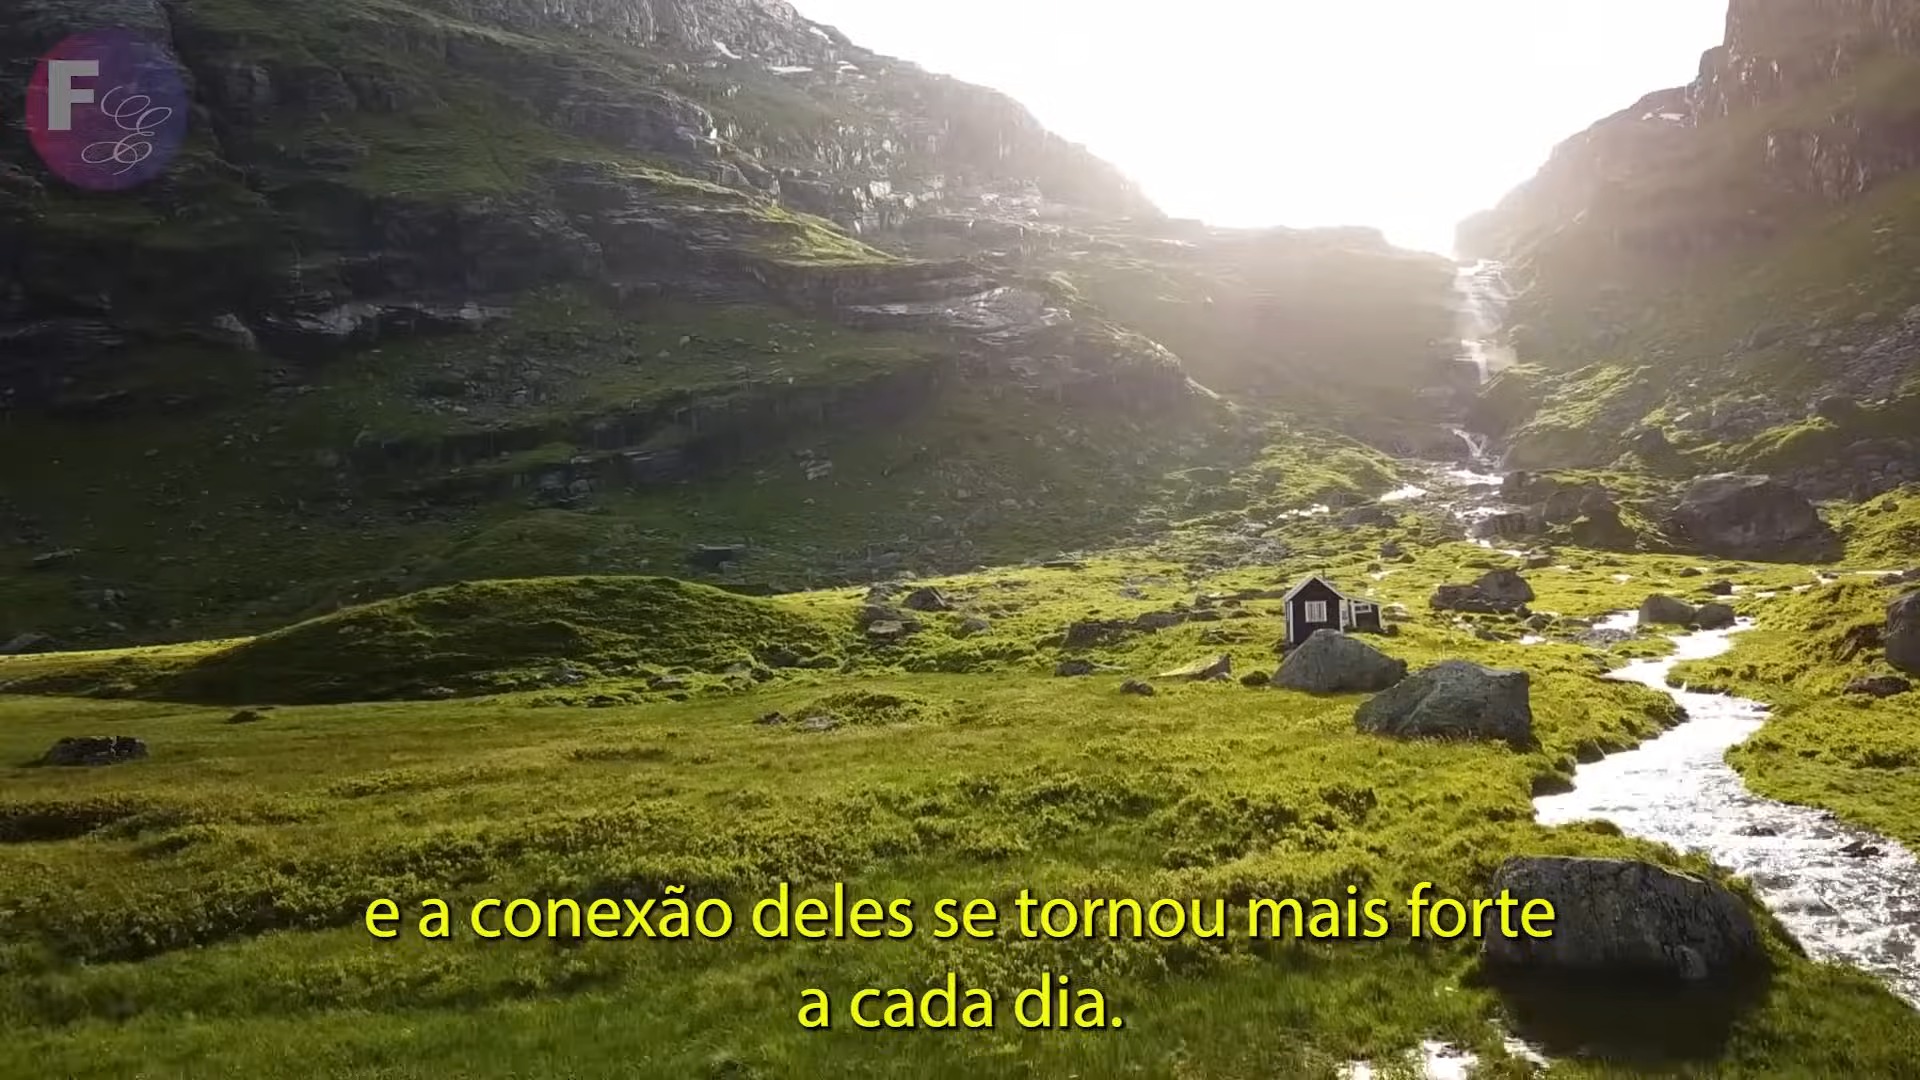 F
e a conexão deles se tornou mais forte
a cada dia.